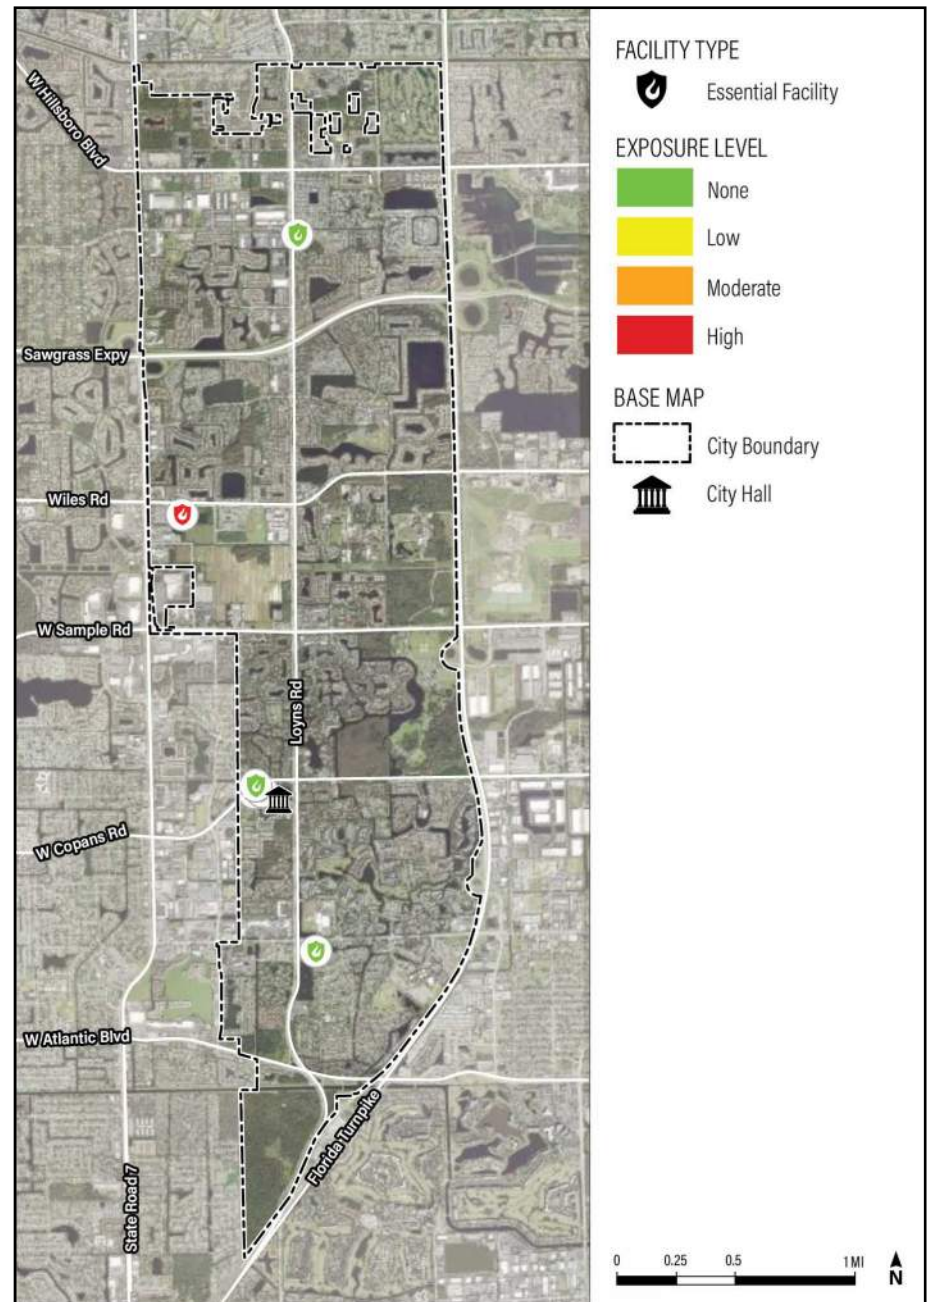 FACILITY TYPE
Essential Facility
EXPOSURE LEVEL
None
Low
Moderate
High
BASE MAP
City Boundary
City Hall
W Hillsboro Blvd
Sawgrass Expy
Wiles Rd
W Sample Rd
Loyns Rd
W Copans Rd
W Atlantic Blvd
Florida Turnpike
State Road 7
0 0.25 0.5 1 MI
N